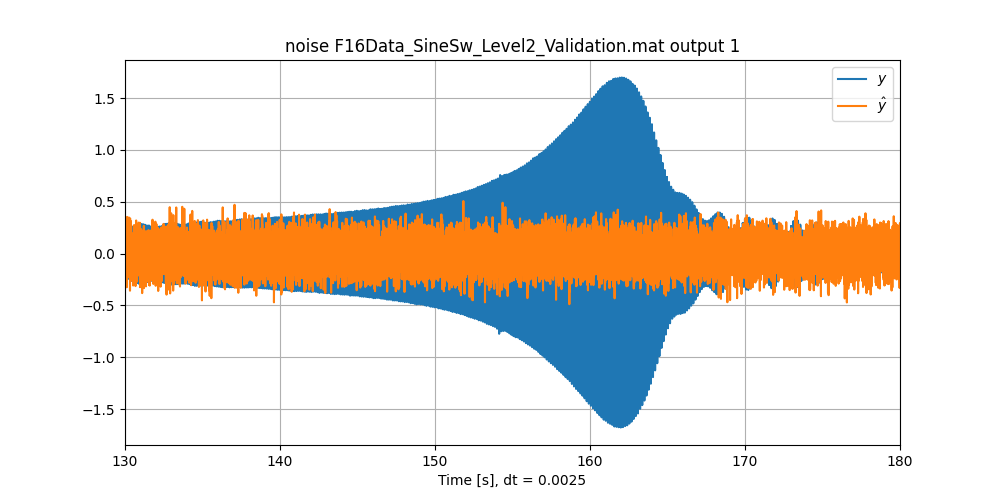 noise F16Data_SineSw_Level2_Validation.mat output 1
y
ŷ
1.5
1.0
0.5
0.0
−0.5
−1.0
−1.5
130 140 150 160 170 180
Time [s], dt = 0.0025